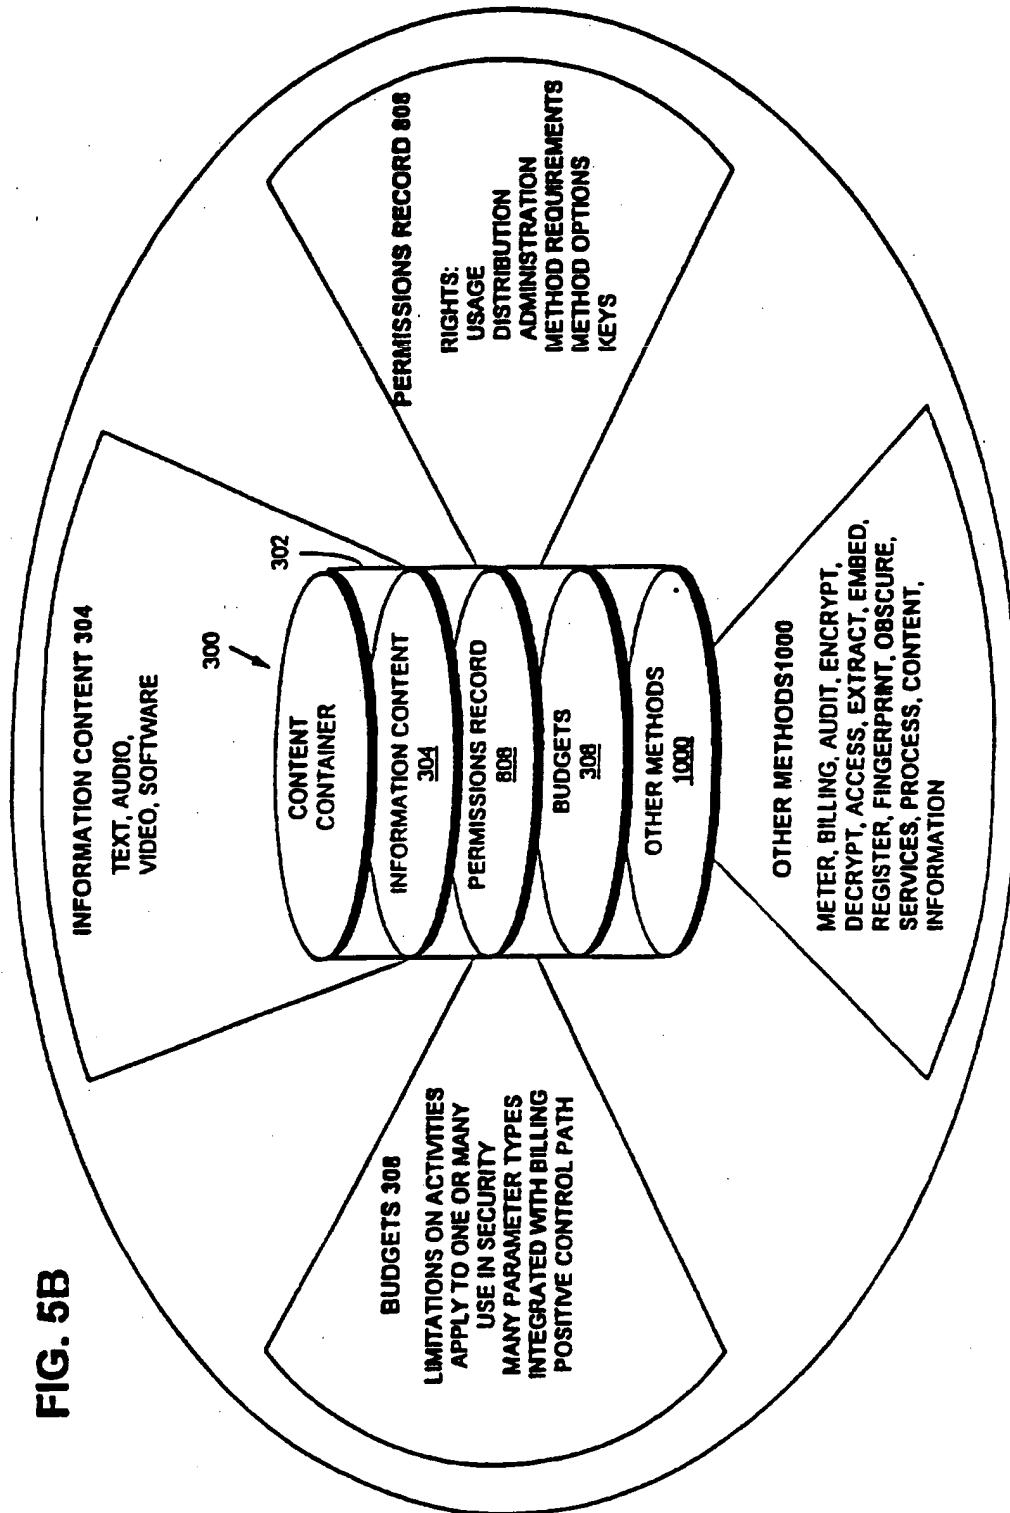 FIG. 5B
INFORMATION CONTENT 304
TEXT, AUDIO,
VIDEO, SOFTWARE
300
302
CONTENT
CONTAINER
INFORMATION CONTENT
304
PERMISSIONS RECORD
808
BUDGETS
308
OTHER METHODS
1000
BUDGETS 308
LIMITATIONS ON ACTIVITIES
APPLY TO ONE OR MANY
USE IN SECURITY
MANY PARAMETER TYPES
INTEGRATED WITH BILLING
POSITIVE CONTROL PATH
PERMISSIONS RECORD 808
RIGHTS:
USAGE
DISTRIBUTION
ADMINISTRATION
METHOD REQUIREMENTS
METHOD OPTIONS
KEYS
OTHER METHODS1000
METER, BILLING, AUDIT, ENCRYPT,
DECRYPT, ACCESS, EXTRACT, EMBED,
REGISTER, FINGERPRINT, OBSCURE,
SERVICES, PROCESS, CONTENT,
INFORMATION